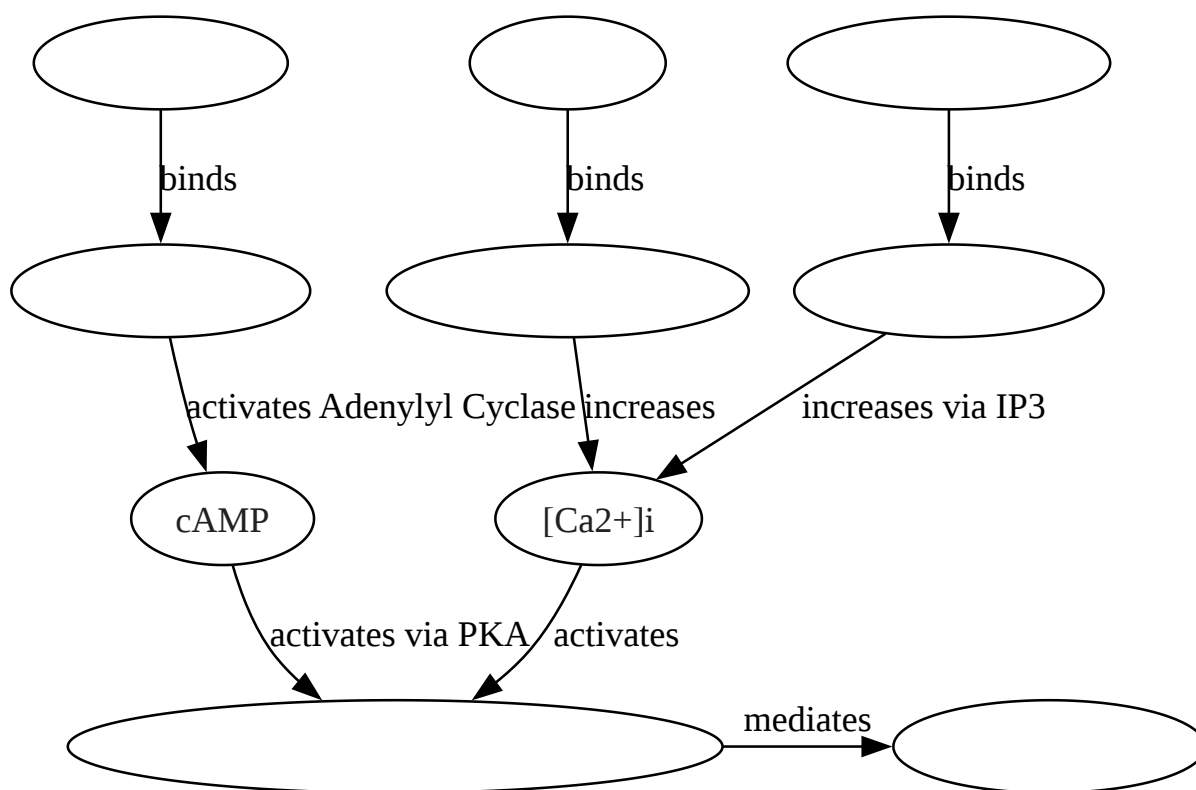 binds
binds
binds
activates Adenylyl Cyclase
increases
increases via IP3
cAMP
[Ca2+]i
activates via PKA
activates
mediates